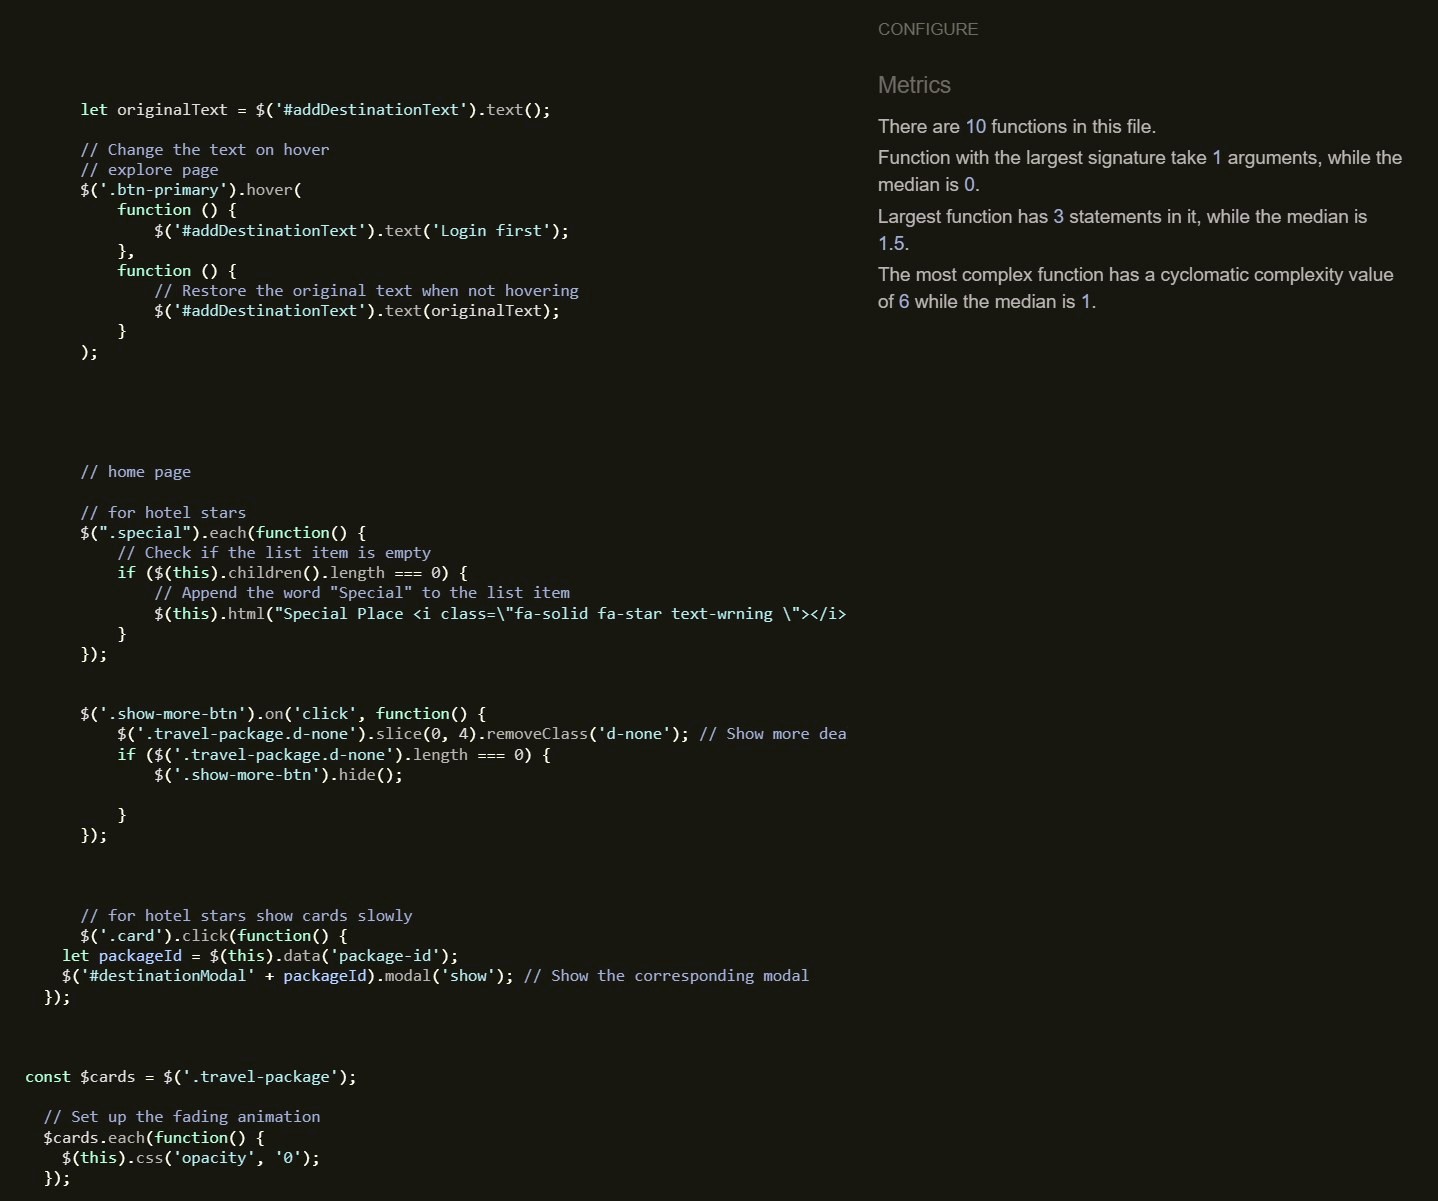 let originalText = $('#addDestinationText').text();
// Change the text on hover
// explore page
$('.btn-primary').hover(
function () {
$('#addDestinationText').text('Login first');
},
function () {
// Restore the original text when not hovering
$('#addDestinationText').text(originalText);
}
);
// home page
// for hotel stars
$(".special").each(function() {
// Check if the list item is empty
if ($(this).children().length === 0) {
// Append the word "Special" to the list item
$(this).html("Special Place <i class=\"fa-solid fa-star text-wrning \"></i>
}
});
$('.show-more-btn').on('click', function() {
$('.travel-package.d-none').slice(0, 4).removeClass('d-none'); // Show more dea
if ($('.travel-package.d-none').length === 0) {
$('.show-more-btn').hide();
}
});
// for hotel stars show cards slowly
$('.card').click(function() {
let packageId = $(this).data('package-id');
$('#destinationModal' + packageId).modal('show'); // Show the corresponding modal
});
const $cards = $('.travel-package');
// Set up the fading animation
$cards.each(function() {
$(this).css('opacity', '0');
});
CONFIGURE
Metrics
There are 10 functions in this file.
Function with the largest signature take 1 arguments, while the
median is 0.
Largest function has 3 statements in it, while the median is
1.5.
The most complex function has a cyclomatic complexity value
of 6 while the median is 1.